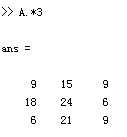 >> A.*3
ans =
9 15 9
18 24 6
6 21 9